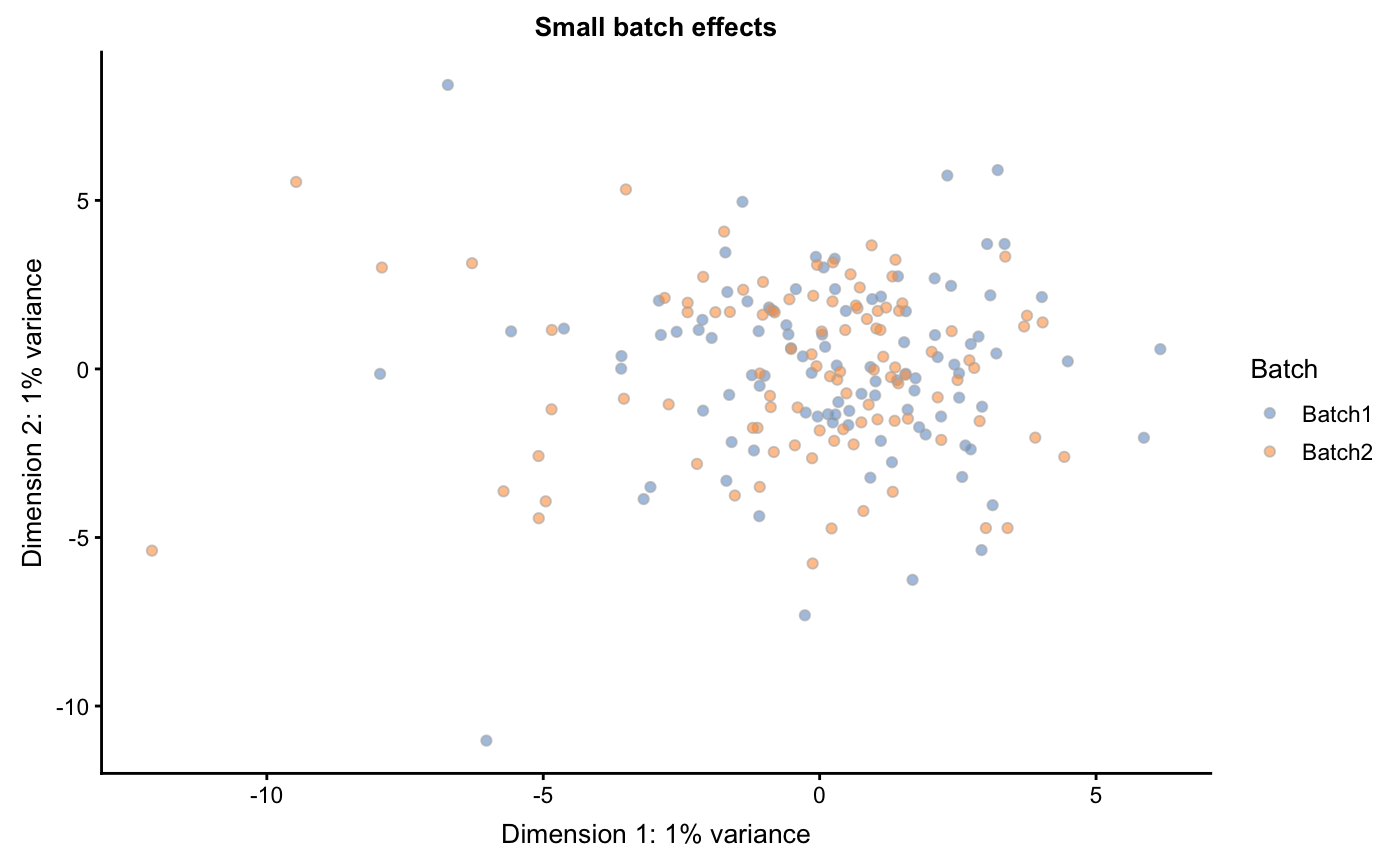 Small batch effects
Dimension 2: 1% variance
5
0
-5
-10
-10
-5
0
5
Dimension 1: 1% variance
Batch
Batch1
Batch2